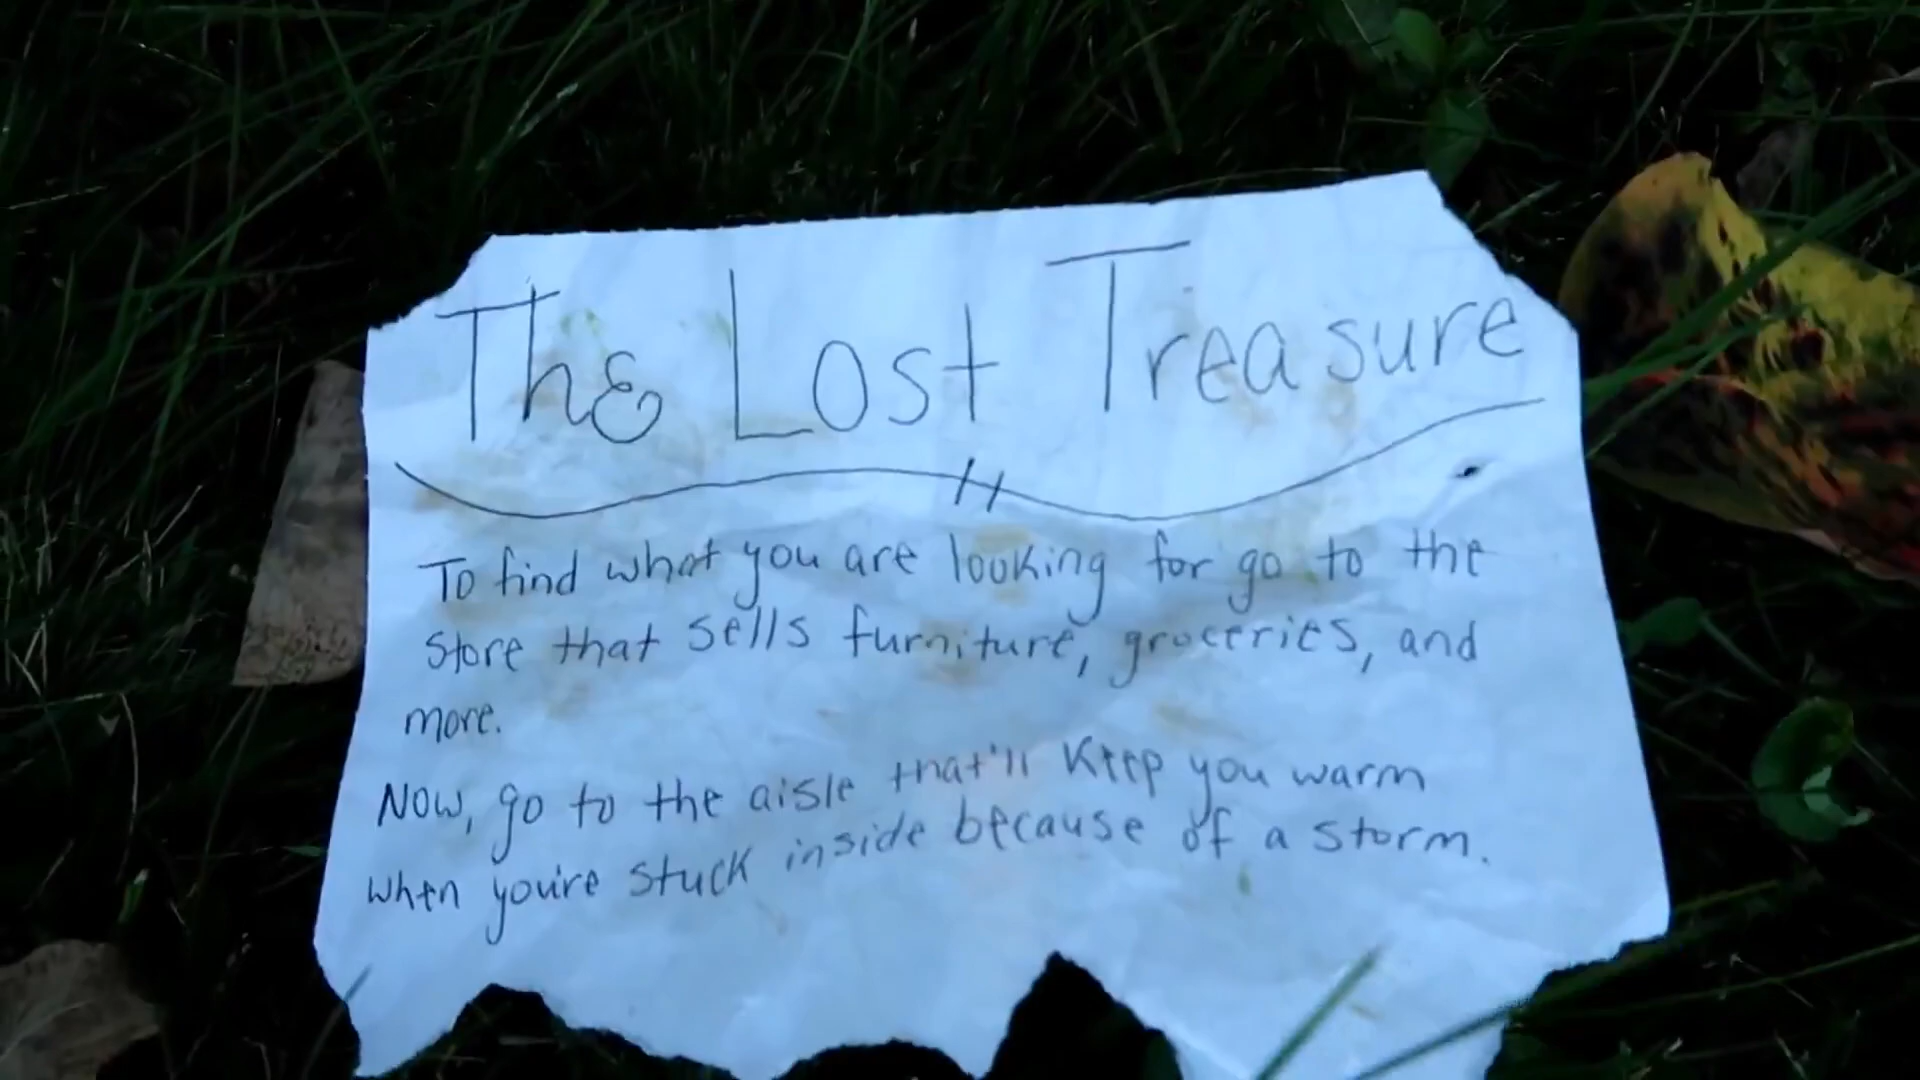 The Lost Treasure
To find what you are looking for go to the
store that sells furniture, groceries, and
more.
Now, go to the aisle that'll keep you warm
when you're stuck inside because of a storm.